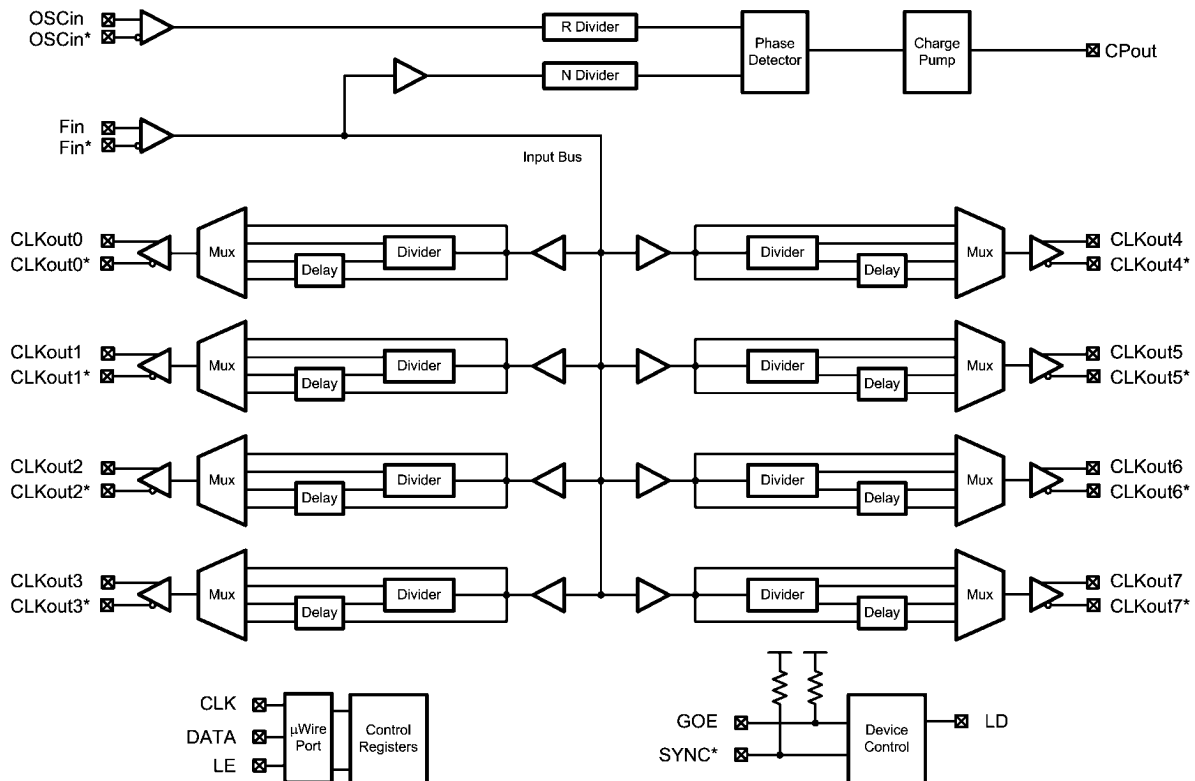 OSCin
OSCin*
R Divider
Phase
Detector
Charge
Pump
CPout
N Divider
Fin
Fin*
Input Bus
CLKout0
CLKout0*
Mux
Divider
Delay
Divider
Delay
Mux
CLKout4
CLKout4*
CLKout1
CLKout1*
Mux
Divider
Delay
Divider
Delay
Mux
CLKout5
CLKout5*
CLKout2
CLKout2*
Mux
Divider
Delay
Divider
Delay
Mux
CLKout6
CLKout6*
CLKout3
CLKout3*
Mux
Divider
Delay
Divider
Delay
Mux
CLKout7
CLKout7*
CLK
DATA
LE
µWire
Port
Control
Registers
GOE
SYNC*
Device
Control
LD